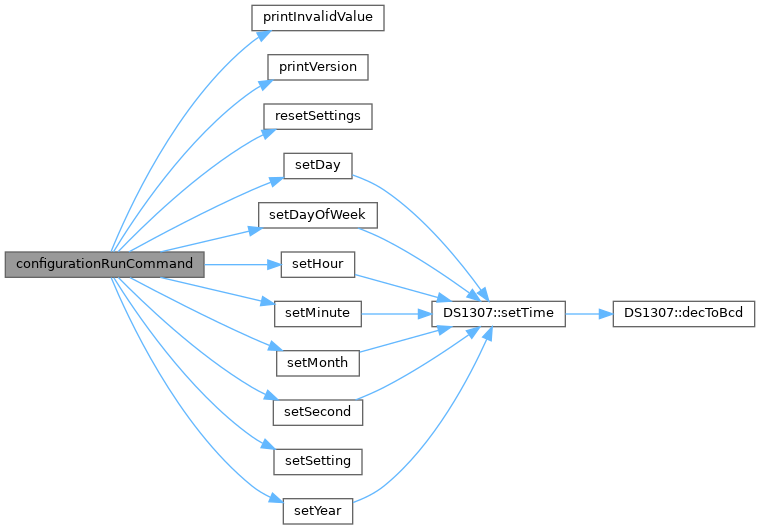 printInvalidValue
printVersion
resetSettings
setDay
setDayOfWeek
configurationRunCommand
setHour
setMinute
DS1307::setTime
DS1307::decToBcd
setMonth
setSecond
setSetting
setYear